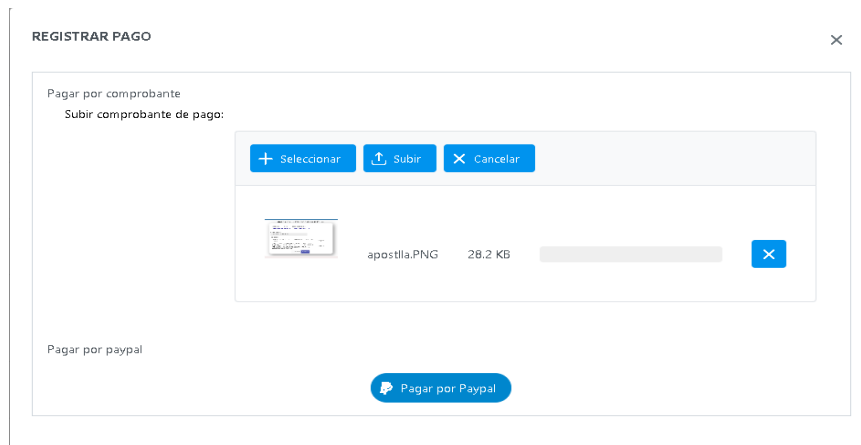 REGISTRAR PAGO
Pagar por comprobante
Subir comprobante de pago:
Seleccionar Subir Cancelar
apostlla.PNG 28.2 KB
Pagar por paypal
Pagar por Paypal